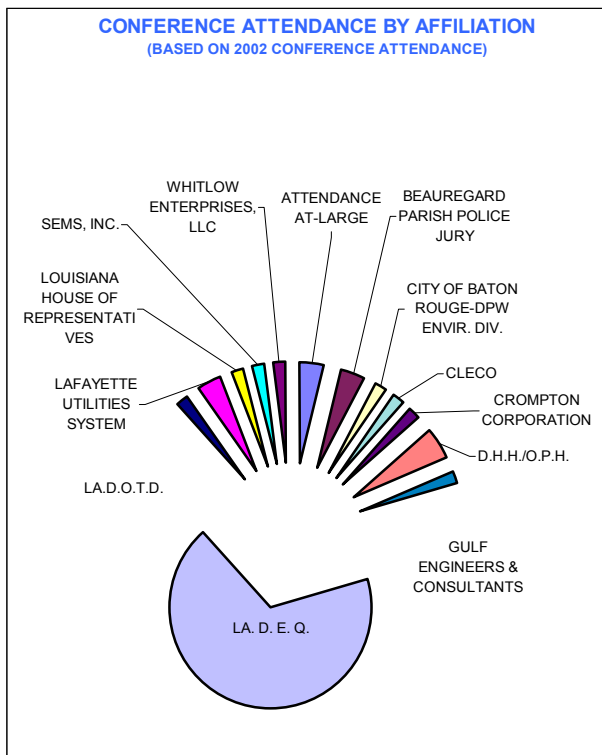 CONFERENCE ATTENDANCE BY AFFILIATION
(BASED ON 2002 CONFERENCE ATTENDANCE)
WHITLOW
ENTERPRISES,
LLC
ATTENDANCE
AT-LARGE
BEAUREGARD
PARISH POLICE
JURY
SEMS, INC.
LOUISIANA
HOUSE OF
REPRESENTATI
VES
CITY OF BATON
ROUGE-DPW
ENVIR. DIV.
LAFAYETTE
UTILITIES
SYSTEM
CLECO
CROMPTON
CORPORATION
D.H.H./O.P.H.
LA.D.O.T.D.
GULF
ENGINEERS &
CONSULTANTS
LA. D. E. Q.